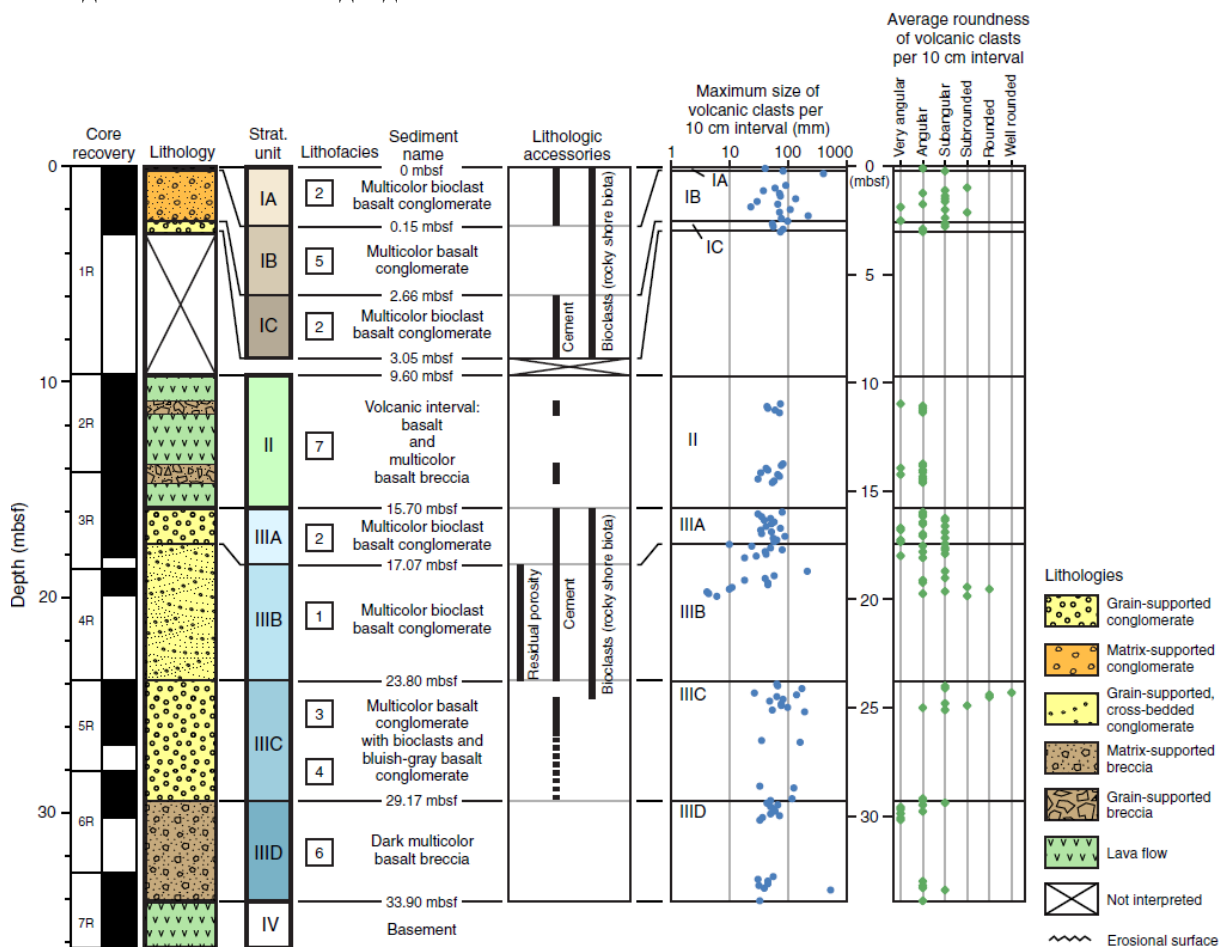 Average roundness
of volcanic clasts
per 10 cm interval
Maximum size of
volcanic clasts per
10 cm interval (mm)
Very angular
Angular
Subangular
Subrounded
Rounded
Well rounded
Core
recovery
Lithology
Strat.
unit
Lithofacies
Sediment
name
Lithologic
accessories
1 10 100 1000
0
0 mbsf
0
(mbsf)
IA
2
Multicolor bioclast
basalt conglomerate
0.15 mbsf
IB
5
Multicolor basalt
conglomerate
2.66 mbsf
IC
2
Multicolor bioclast
basalt conglomerate
3.05 mbsf
9.60 mbsf
Cement
Bioclasts (rocky shore biota)
IA
IB
IC
5
1R
10
10
2R
II
7
Volcanic interval:
basalt
and
multicolor
basalt breccia
II
15.70 mbsf
15
3R
IIIA
2
Multicolor bioclast
basalt conglomerate
IIIA
17.07 mbsf
Depth (mbsf)
20
4R
IIIB
1
Multicolor bioclast
basalt conglomerate
Residual porosity
Cement
Bioclasts (rocky shore biota)
IIIB
20
23.80 mbsf
5R
IIIC
3
4
Multicolor basalt
conglomerate
with bioclasts and
bluish-gray basalt
conglomerate
IIIC
25
29.17 mbsf
30
6R
IIID
6
Dark multicolor
basalt breccia
IIID
30
33.90 mbsf
7R
IV
Basement
Lithologies
Grain-supported
conglomerate
Matrix-supported
conglomerate
Grain-supported,
cross-bedded
conglomerate
Matrix-supported
breccia
Grain-supported
breccia
Lava flow
Not interpreted
Erosional surface